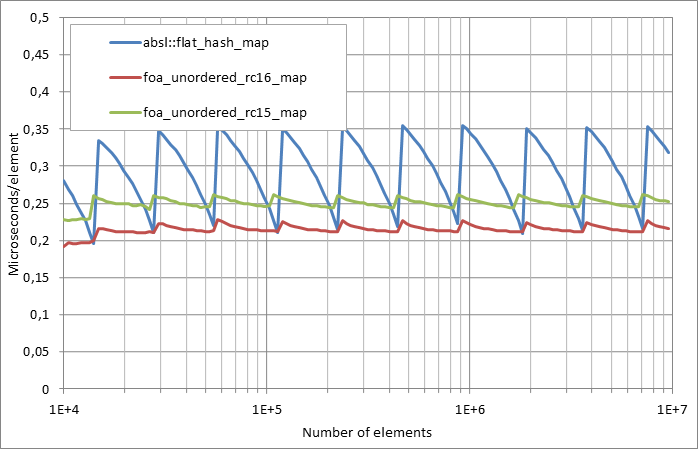 0,5
0,45
0,4
0,35
0,3
0,25
0,2
0,15
0,1
0,05
0
Microseconds/element
absl::flat_hash_map
foa_unordered_rc16_map
foa_unordered_rc15_map
1E+4 1E+5 1E+6 1E+7
Number of elements